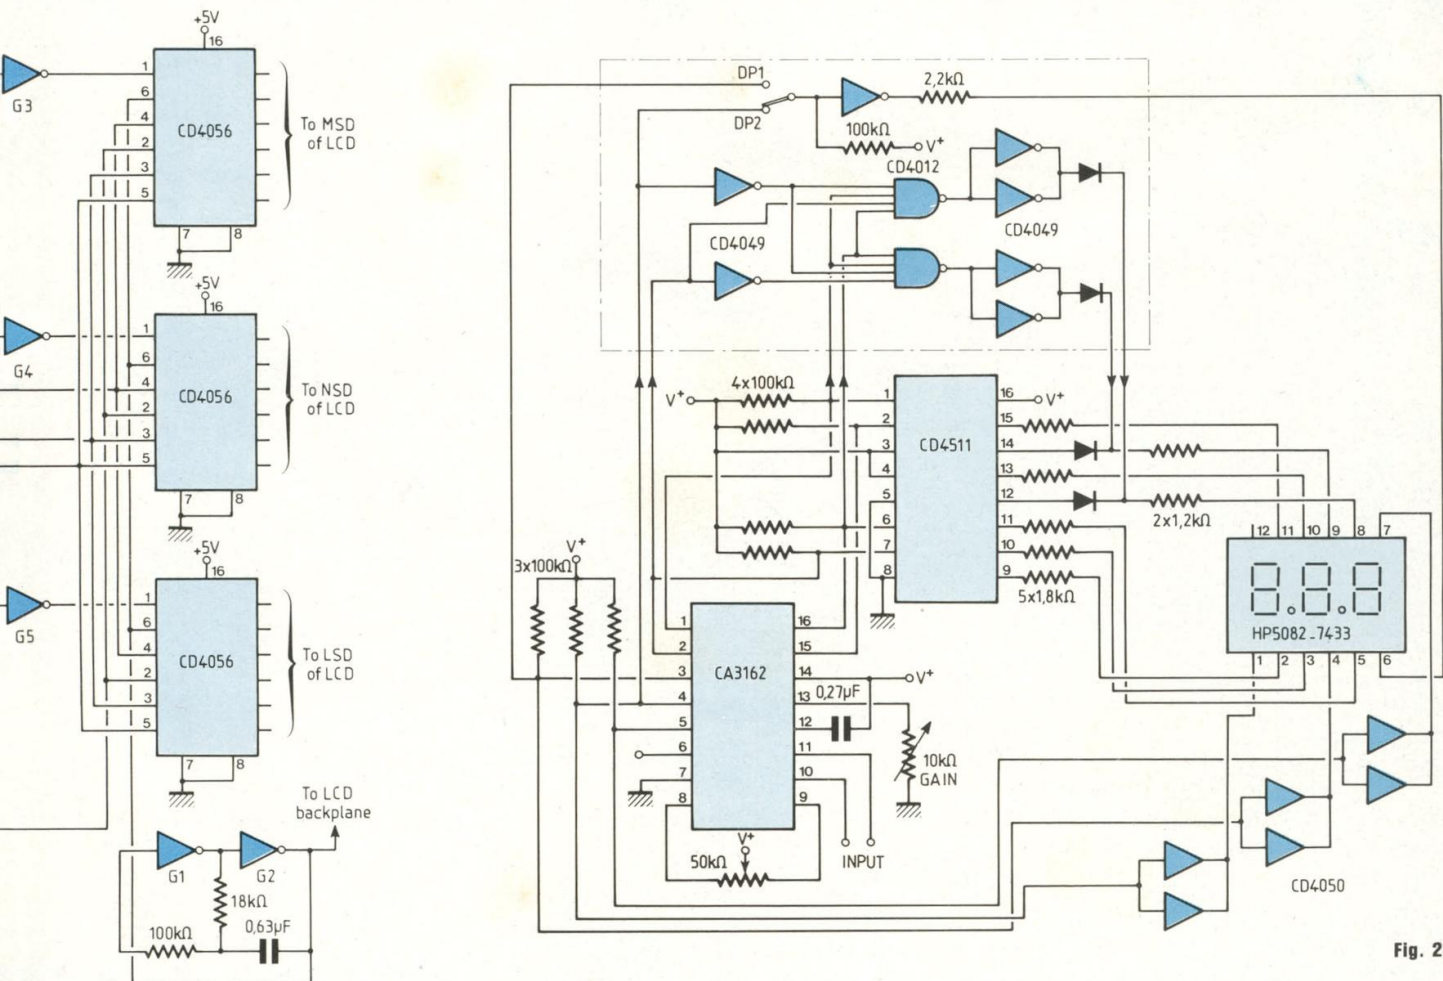 +5V
16
1
6
4
2
3
5
7
8
CD4056
G3
To MSD
of LCD
+5V
16
1
6
4
2
3
5
7
8
CD4056
G4
To NSD
of LCD
+5V
16
1
6
4
2
3
5
7
8
CD4056
G5
To LSD
of LCD
To LCD
backplane
G1
G2
18kΩ
100kΩ
0,63µF
DP1
DP2
2,2kΩ
100kΩ
V+
CD4012
CD4049
CD4049
4x100kΩ
V+
1
2
3
4
5
6
7
8
CD4511
16
15
14
13
12
11
10
9
V+
2x1,2kΩ
5x1,8kΩ
V+
3x100kΩ
1
2
3
4
5
6
7
8
CA3162
16
15
14
13
12
11
10
9
V+
0,27µF
10kΩ
GAIN
V+
50kΩ
INPUT
12
11
10
9
8
7
8.8.8
HP5082_7433
1
2
3
4
5
6
CD4050
Fig. 2